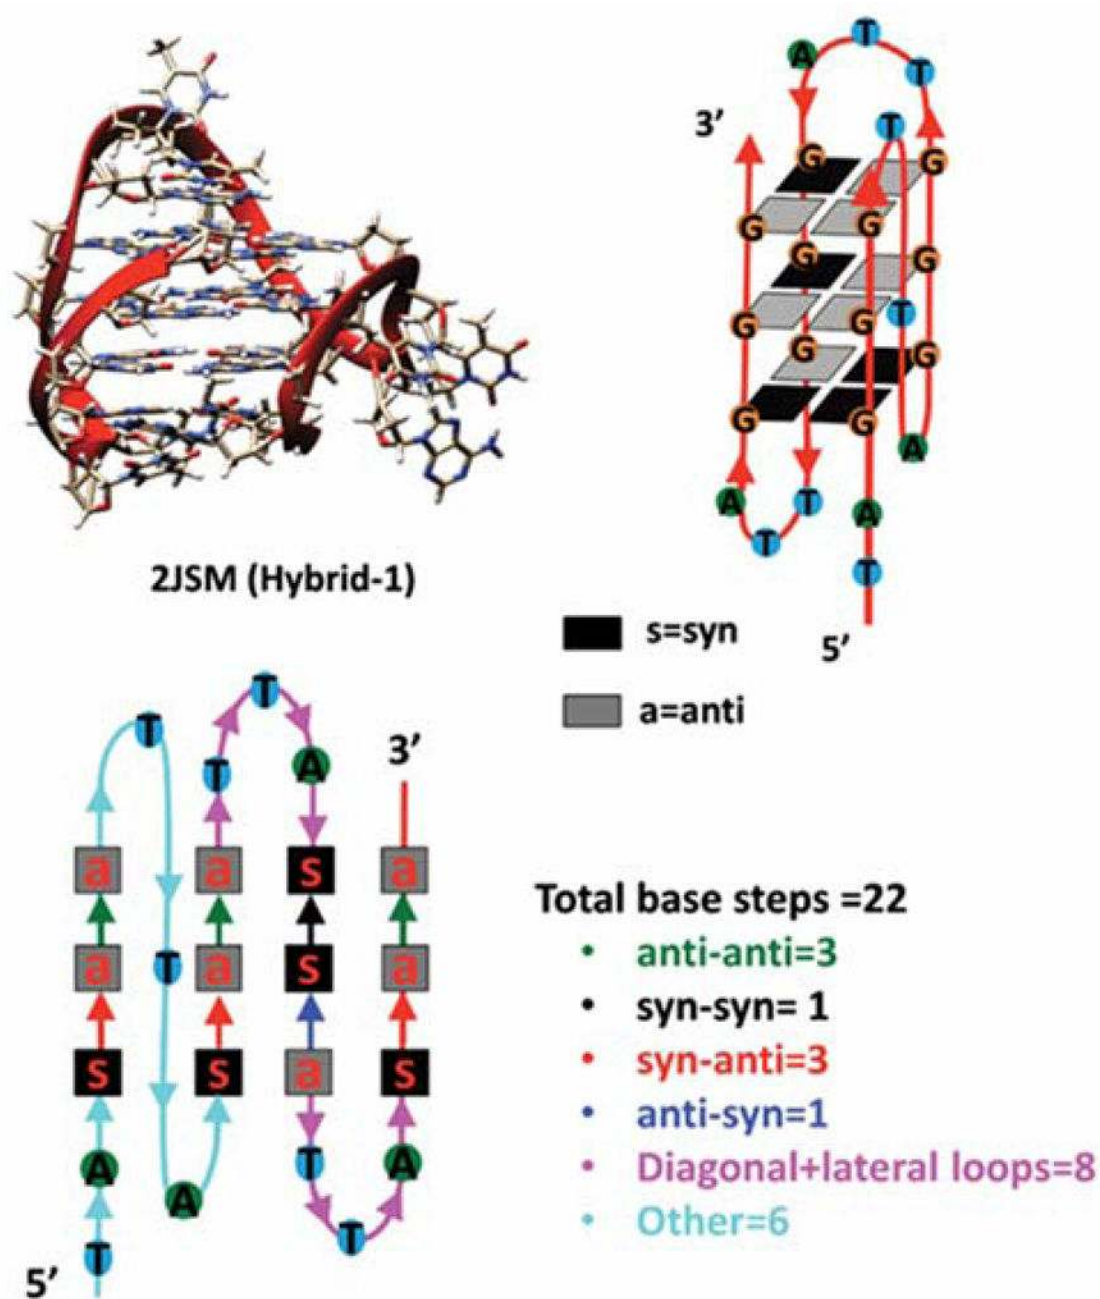 A
T
T
3'
T
G
G
G
G
G
G
G
G
T
G
G
G
G
A
A
T
T
A
T
5'
2JSM (Hybrid-1)
s=syn
a=anti
T
T
T
A
3'
a
a
s
a
a
T
a
s
a
s
s
a
s
A
T
A
A
T
T
5'
Total base steps =22
• anti-anti=3
• syn-syn= 1
• syn-anti=3
• anti-syn=1
• Diagonal+lateral loops=8
• Other=6